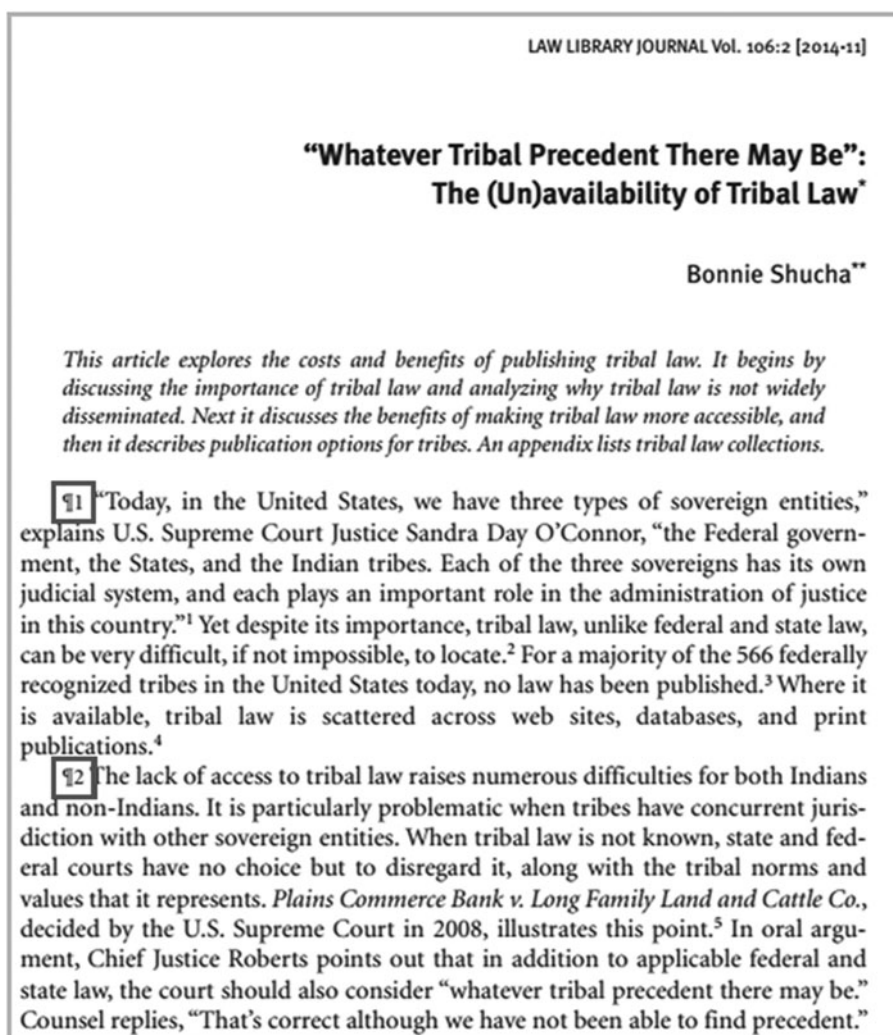 LAW LIBRARY JOURNAL Vol. 106:2 [2014-11]
“Whatever Tribal Precedent There May Be”:
The (Un)availability of Tribal Law*
Bonnie Shucha**
This article explores the costs and benefits of publishing tribal law. It begins by
discussing the importance of tribal law and analyzing why tribal law is not widely
disseminated. Next it discusses the benefits of making tribal law more accessible, and
then it describes publication options for tribes. An appendix lists tribal law collections.
¶1 “Today, in the United States, we have three types of sovereign entities,”
explains U.S. Supreme Court Justice Sandra Day O’Connor, “the Federal govern-
ment, the States, and the Indian tribes. Each of the three sovereigns has its own
judicial system, and each plays an important role in the administration of justice
in this country.”¹ Yet despite its importance, tribal law, unlike federal and state law,
can be very difficult, if not impossible, to locate.² For a majority of the 566 federally
recognized tribes in the United States today, no law has been published.³ Where it
is available, tribal law is scattered across web sites, databases, and print
publications.⁴
¶2 The lack of access to tribal law raises numerous difficulties for both Indians
and non-Indians. It is particularly problematic when tribes have concurrent juris-
diction with other sovereign entities. When tribal law is not known, state and fed-
eral courts have no choice but to disregard it, along with the tribal norms and
values that it represents. Plains Commerce Bank v. Long Family Land and Cattle Co.,
decided by the U.S. Supreme Court in 2008, illustrates this point.⁵ In oral argu-
ment, Chief Justice Roberts points out that in addition to applicable federal and
state law, the court should also consider “whatever tribal precedent there may be.”
Counsel replies, “That’s correct although we have not been able to find precedent.”